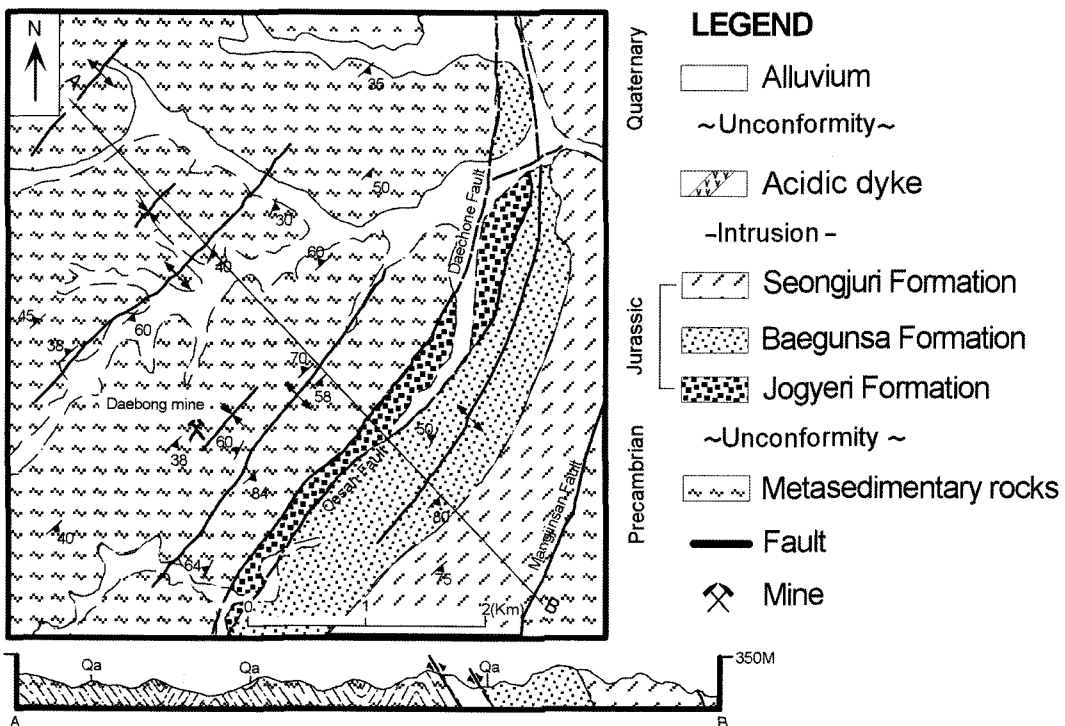 N
A
35
50
30
60
40
45
60
38
70
58
Daebong mine
60
38
84
50
80
40
64
75
Daechone Fault
Oesan Fault
Mangjinsan Fault
B
0 1 2(Km)
Qa Qa Qa
350M
A B
LEGEND
Quaternary
Alluvium
~Unconformity~
Acidic dyke
-Intrusion -
Jurassic
Seongjuri Formation
Baegunsa Formation
Jogyeri Formation
~Unconformity ~
Precambrian
Metasedimentary rocks
Fault
Mine